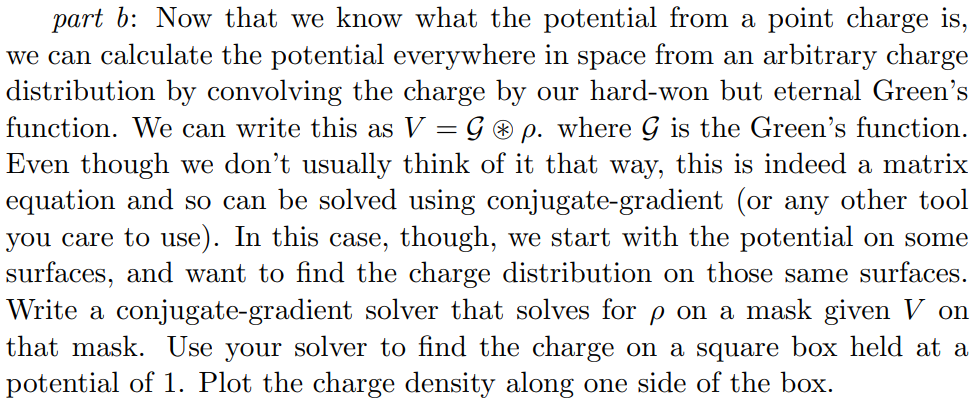 part b: Now that we know what the potential from a point charge is,
we can calculate the potential everywhere in space from an arbitrary charge
distribution by convolving the charge by our hard-won but eternal Green's
function. We can write this as V = 𝒢 ⊛ ρ. where 𝒢 is the Green's function.
Even though we don't usually think of it that way, this is indeed a matrix
equation and so can be solved using conjugate-gradient (or any other tool
you care to use). In this case, though, we start with the potential on some
surfaces, and want to find the charge distribution on those same surfaces.
Write a conjugate-gradient solver that solves for ρ on a mask given V on
that mask. Use your solver to find the charge on a square box held at a
potential of 1. Plot the charge density along one side of the box.